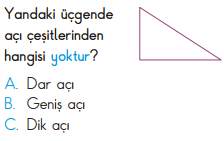 Yandaki üçgende
açı çeşitlerinden
hangisi yoktur?
A. Dar açı
B. Geniş açı
C. Dik açı